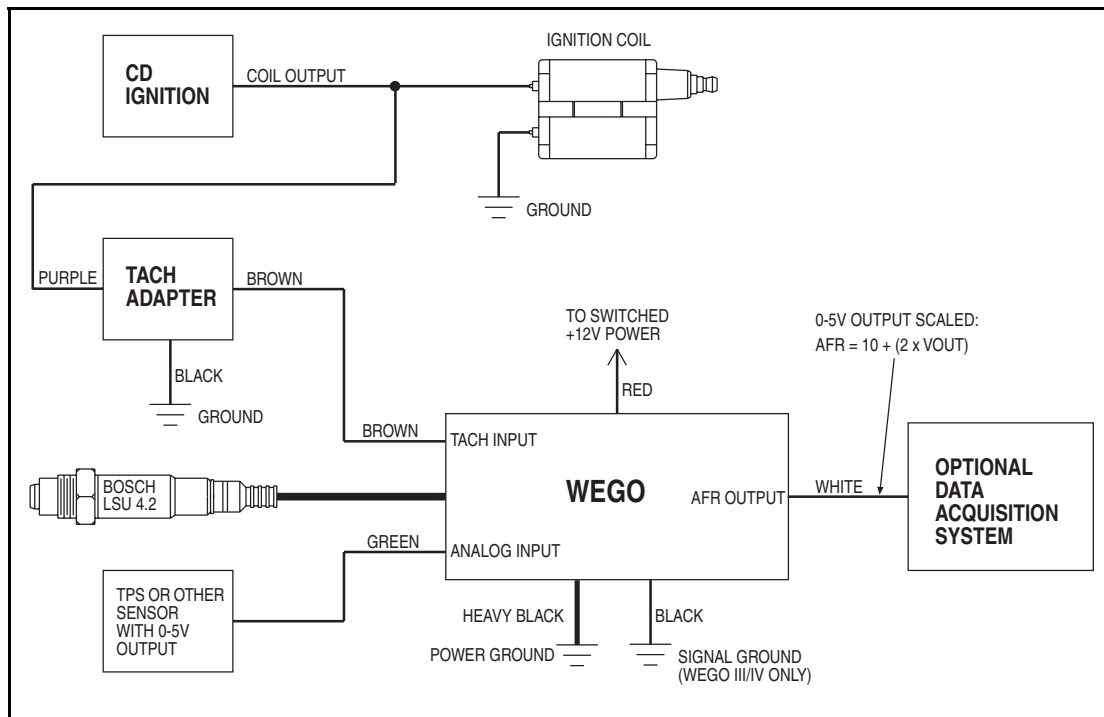 IGNITION COIL
CD
IGNITION
COIL OUTPUT
GROUND
PURPLE
TACH
ADAPTER
BROWN
BLACK
GROUND
TO SWITCHED
+12V POWER
RED
0-5V OUTPUT SCALED:
AFR = 10 + (2 x VOUT)
BROWN
TACH INPUT
BOSCH
LSU 4.2
WEGO
AFR OUTPUT
WHITE
OPTIONAL
DATA
ACQUISITION
SYSTEM
GREEN
ANALOG INPUT
TPS OR OTHER
SENSOR
WITH 0-5V
OUTPUT
HEAVY BLACK
POWER GROUND
BLACK
SIGNAL GROUND
(WEGO III/IV ONLY)